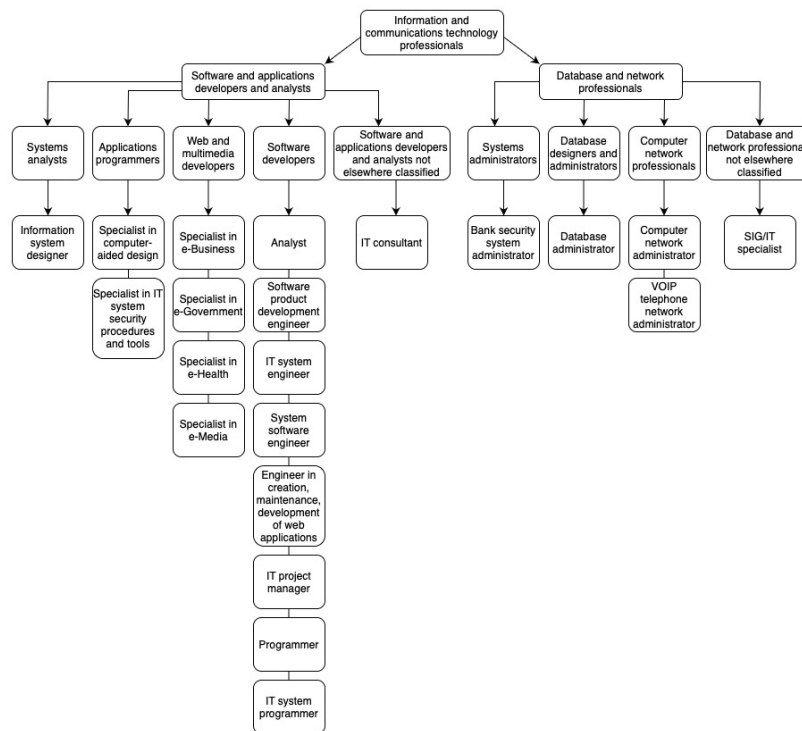 Information and
communications technology
professionals
Software and applications
developers and analysts
Database and network
professionals
Systems
analysts
Applications
programmers
Web and
multimedia
developers
Software
developers
Software and
applications developers
and analysts not
elsewhere classified
Systems
administrators
Database
designers and
administrators
Computer
network
professionals
Database and
network professional
not elsewhere
classified
Information
system
designer
Specialist in
computer-
aided design
Specialist in
e-Business
Analyst
IT consultant
Bank security
system
administrator
Database
administrator
Computer
network
administrator
SIG/IT
specialist
Specialist in IT
system
security
procedures
and tools
Specialist in
e-Government
Software
product
development
engineer
VOIP
telephone
network
administrator
Specialist in
e-Health
IT system
engineer
Specialist in
e-Media
System
software
engineer
Engineer in
creation,
maintenance,
development
of web
applications
IT project
manager
Programmer
IT system
programmer